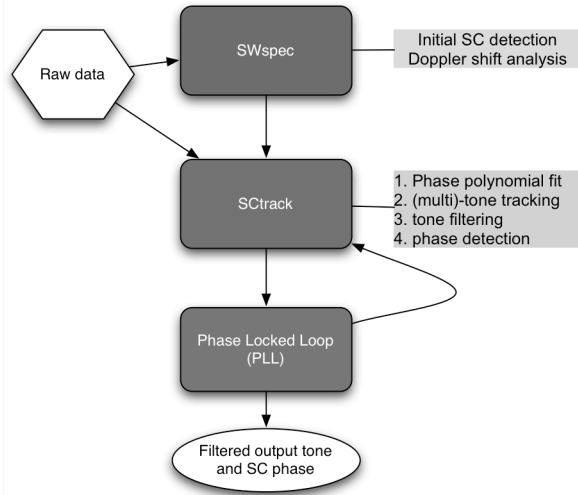 Raw data
SWspec
Initial SC detection
Doppler shift analysis
SCtrack
1. Phase polynomial fit
2. (multi)-tone tracking
3. tone filtering
4. phase detection
Phase Locked Loop
(PLL)
Filtered output tone
and SC phase